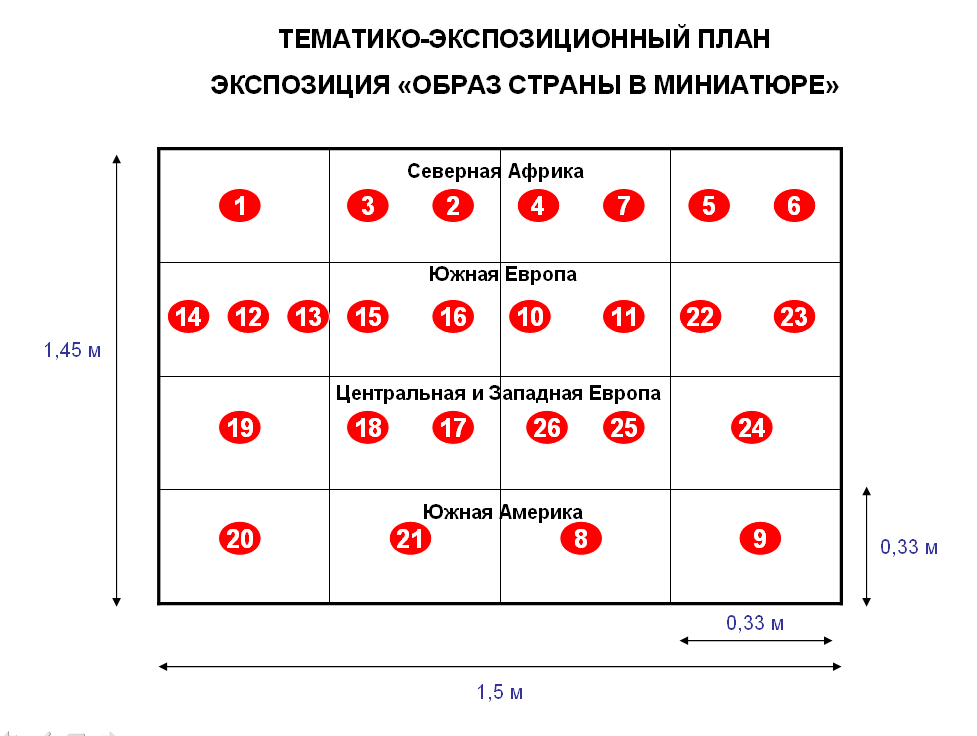 ТЕМАТИКО-ЭКСПОЗИЦИОННЫЙ ПЛАН
ЭКСПОЗИЦИЯ «ОБРАЗ СТРАНЫ В МИНИАТЮРЕ»
Северная Африка
1 3 2 4 7 5 6
Южная Европа
14 12 13 15 16 10 11 22 23
1,45 м
Центральная и Западная Европа
19 18 17 26 25 24
Южная Америка
20 21 8 9
0,33 м
0,33 м
1,5 м